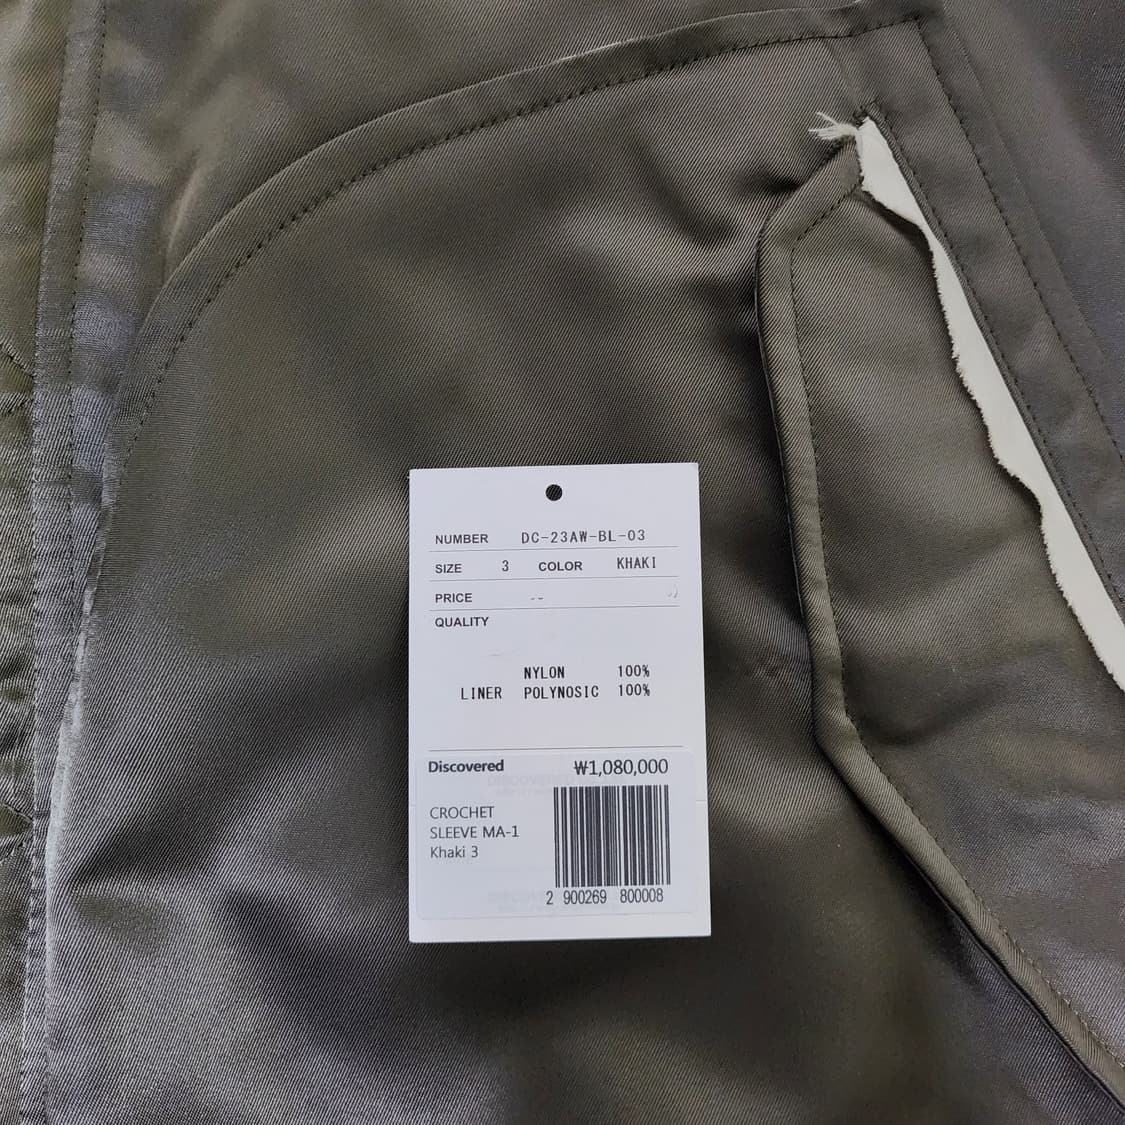 NUMBER DC-23AW-BL-03
SIZE 3 COLOR KHAKI
PRICE
QUALITY
NYLON 100%
LINER POLYNOSIC 100%
Discovered ₩1,080,000
CROCHET
SLEEVE MA-1
Khaki 3
2 900269 800008